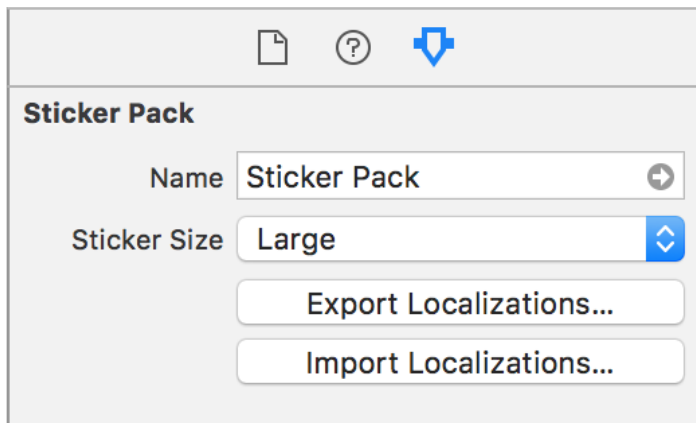 Sticker Pack
Name Sticker Pack
Sticker Size Large
Export Localizations...
Import Localizations...